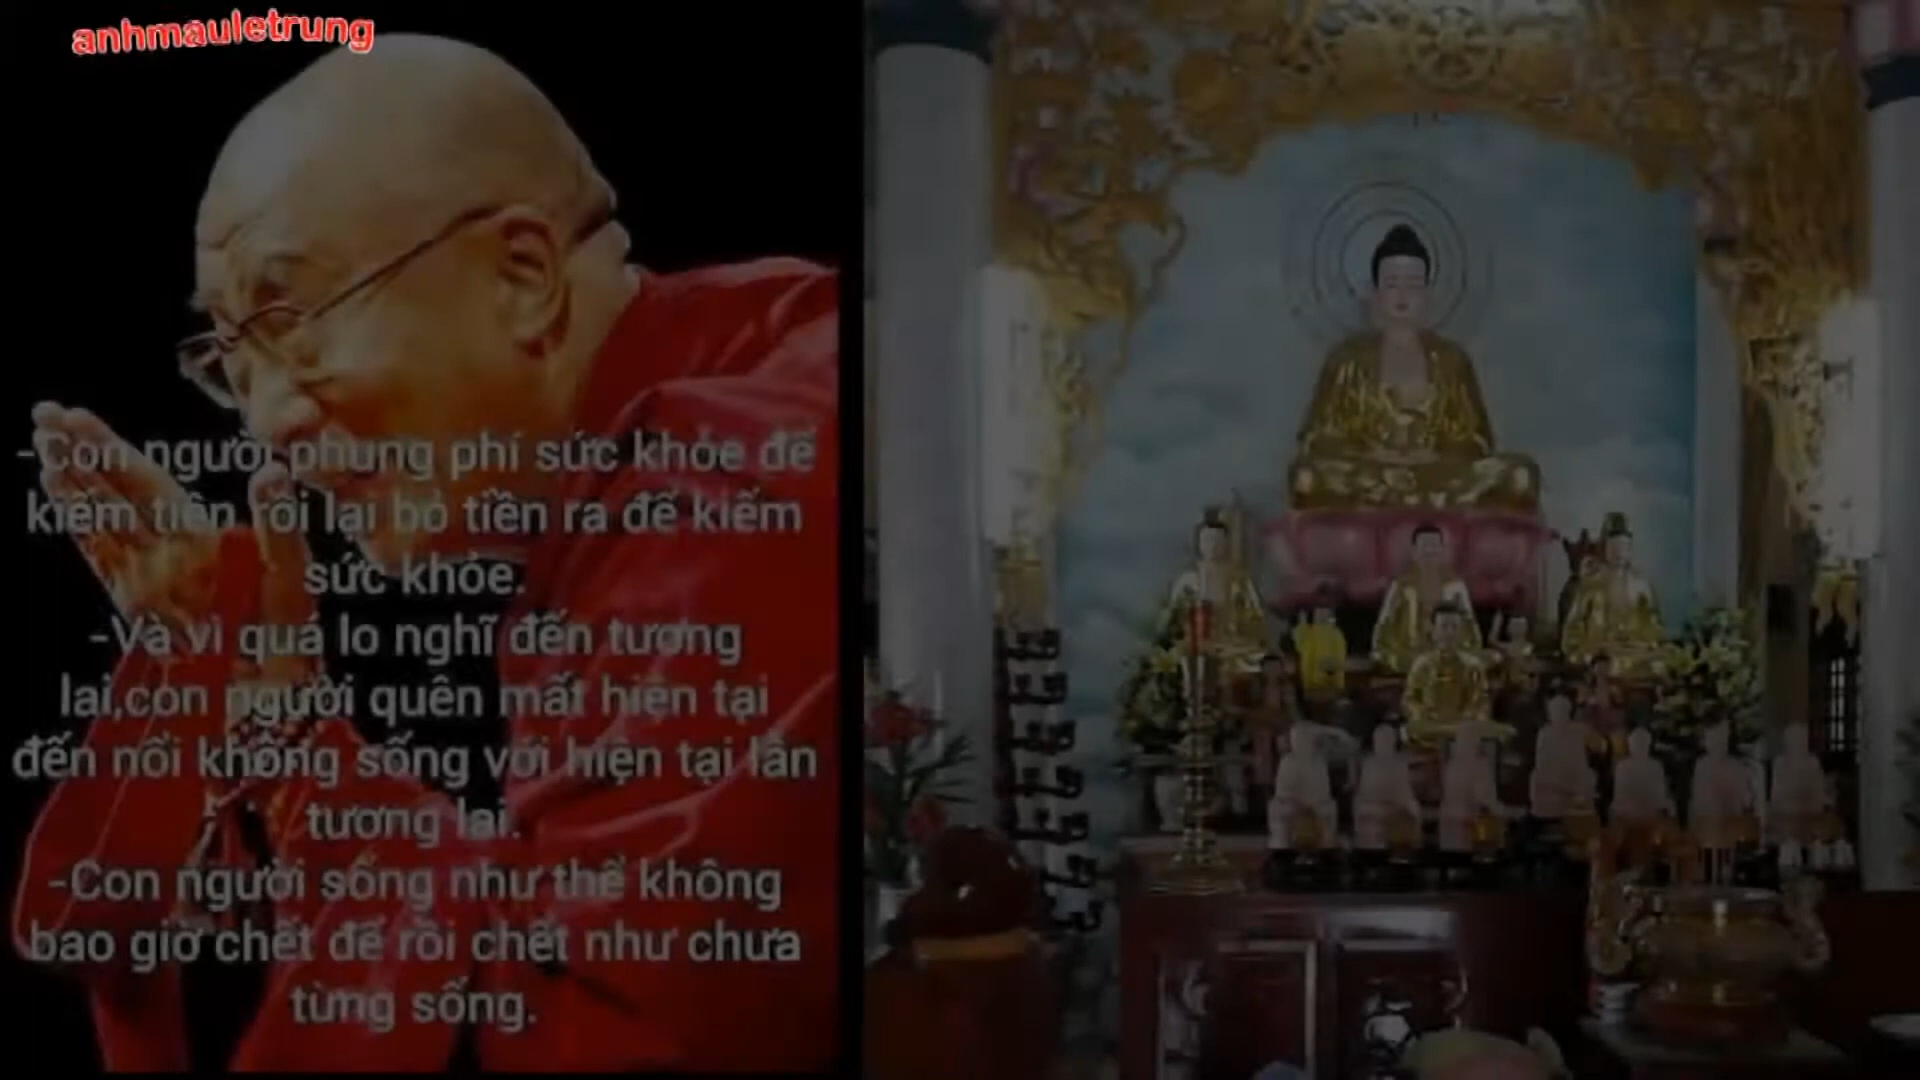 anhmauletrung
-Con người phung phí sức khỏe để
kiếm tiền rồi lại bỏ tiền ra để kiếm
sức khỏe.
-Và vì quá lo nghĩ đến tương
lai,con người quên mất hiện tại
đến nổi không sống với hiện tại lẫn
tương lai.
-Con người sống như thể không
bao giờ chết để rồi chết như chưa
từng sống.